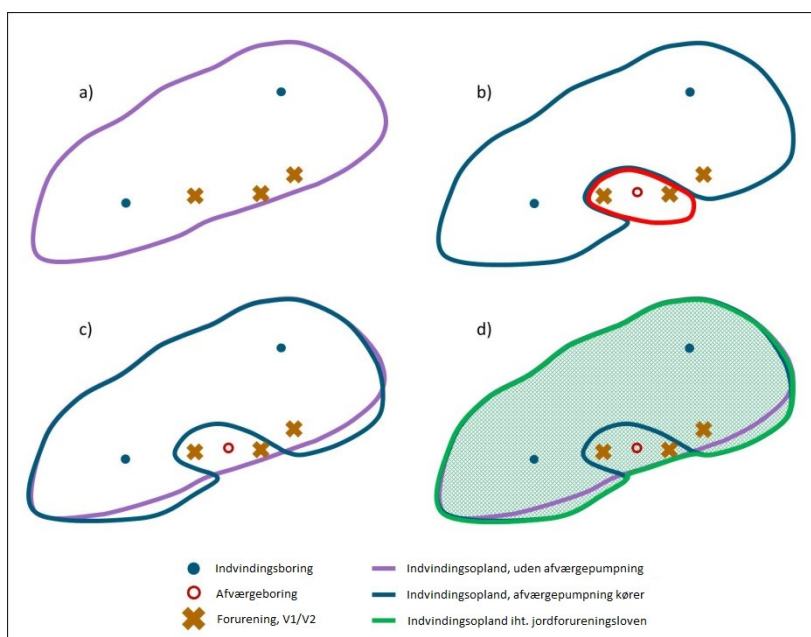 a)
b)
c)
d)
Indvindingsboring
Indvindingsopland, uden afværgepumpning
Afværgeboring
Indvindingsopland, afværgepumpning kører
Forurening, V1/V2
Indvindingsopland iht. jordforureningsloven